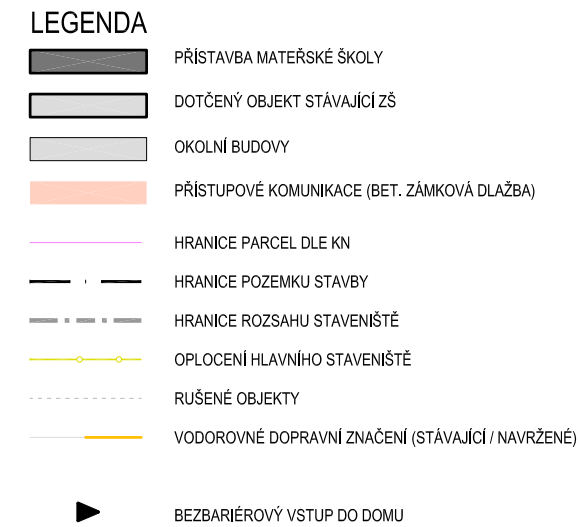 LEGENDA
PŘÍSTAVBA MATEŘSKÉ ŠKOLY
DOTČENÝ OBJEKT STÁVAJÍCÍ ZŠ
OKOLNÍ BUDOVY
PŘÍSTUPOVÉ KOMUNIKACE (BET. ZÁMKOVÁ DLAŽBA)
HRANICE PARCEL DLE KN
HRANICE POZEMKU STAVBY
HRANICE ROZSAHU STAVENIŠTĚ
OPLOCENÍ HLAVNÍHO STAVENIŠTĚ
RUŠENÉ OBJEKTY
VODOROVNÉ DOPRAVNÍ ZNAČENÍ (STÁVAJÍCÍ / NAVRŽENÉ)
BEZBARIÉROVÝ VSTUP DO DOMU